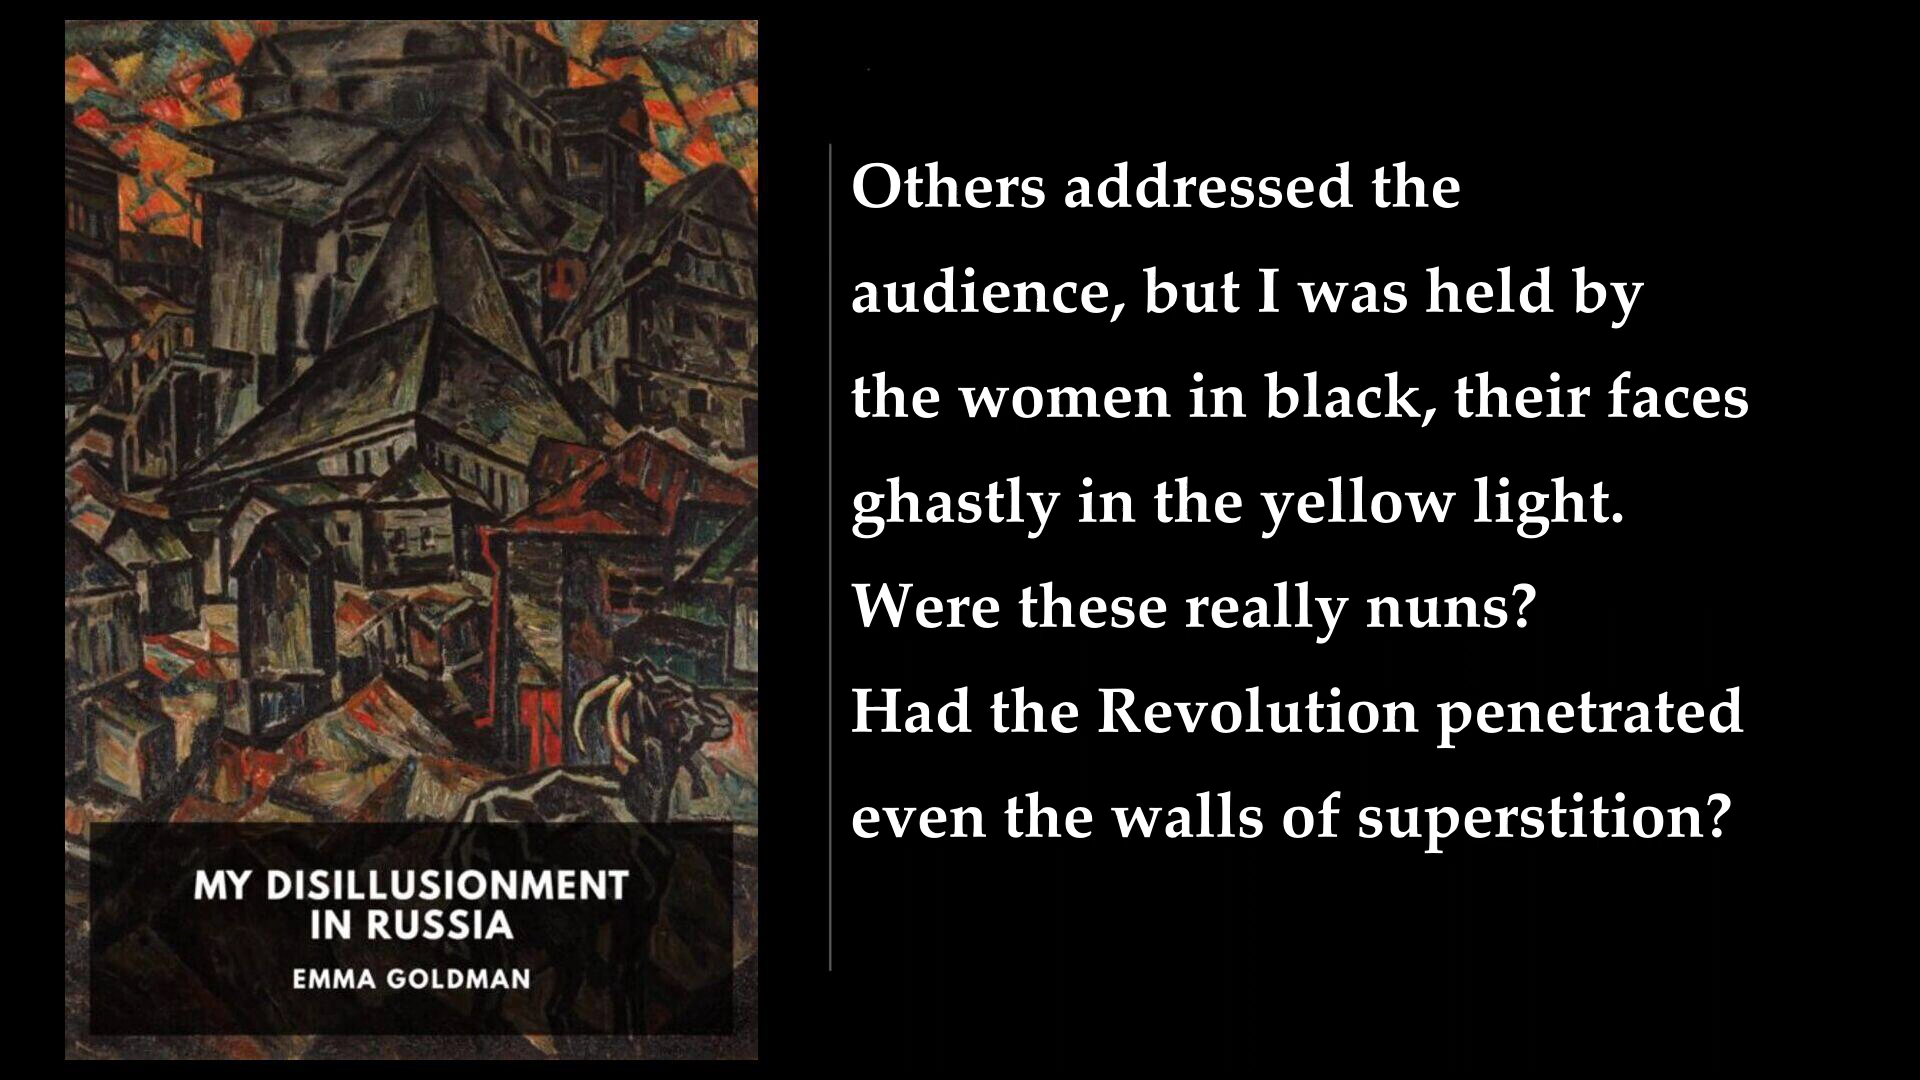 MY DISILLUSIONMENT
IN RUSSIA
EMMA GOLDMAN
Others addressed the
audience, but I was held by
the women in black, their faces
ghastly in the yellow light.
Were these really nuns?
Had the Revolution penetrated
even the walls of superstition?